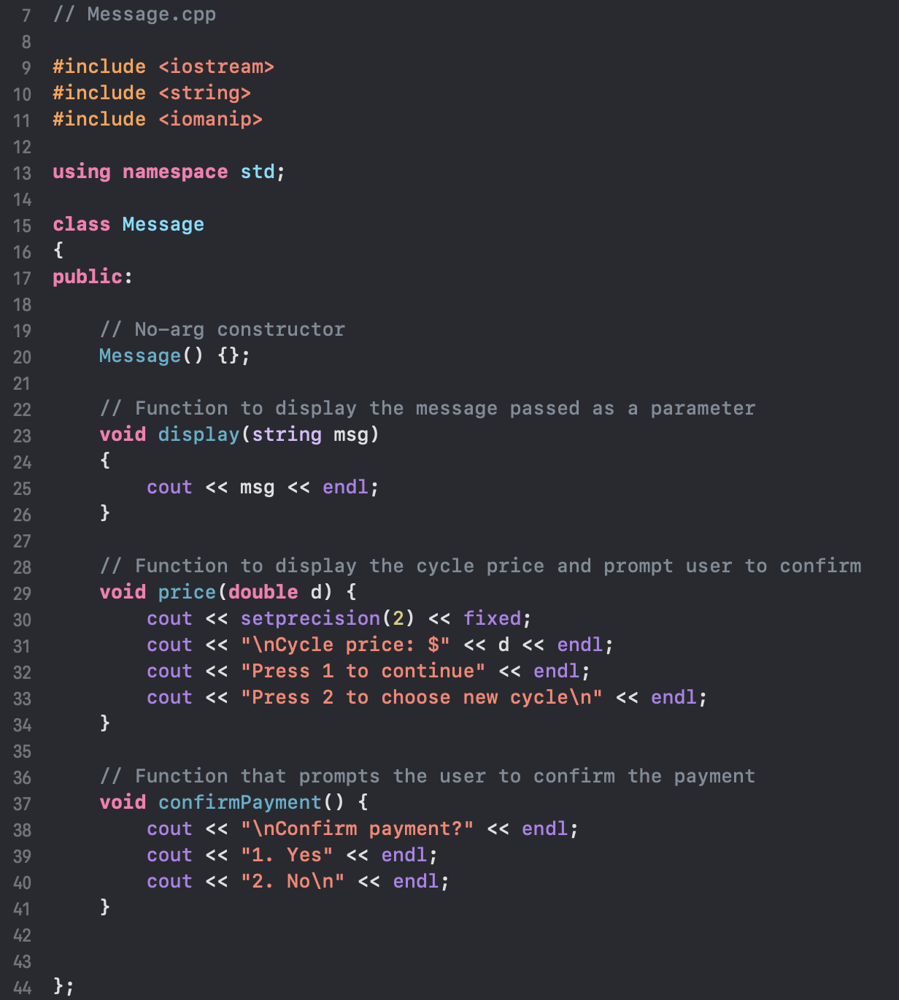 7 // Message.cpp
8
9 #include <iostream>
10 #include <string>
11 #include <iomanip>
12
13 using namespace std;
14
15 class Message
16 {
17 public:
18
19     // No-arg constructor
20     Message() {};
21
22     // Function to display the message passed as a parameter
23     void display(string msg)
24     {
25         cout << msg << endl;
26     }
27
28     // Function to display the cycle price and prompt user to confirm
29     void price(double d) {
30         cout << setprecision(2) << fixed;
31         cout << "\nCycle price: $" << d << endl;
32         cout << "Press 1 to continue" << endl;
33         cout << "Press 2 to choose new cycle\n" << endl;
34     }
35
36     // Function that prompts the user to confirm the payment
37     void confirmPayment() {
38         cout << "\nConfirm payment?" << endl;
39         cout << "1. Yes" << endl;
40         cout << "2. No\n" << endl;
41     }
42
43
44 };